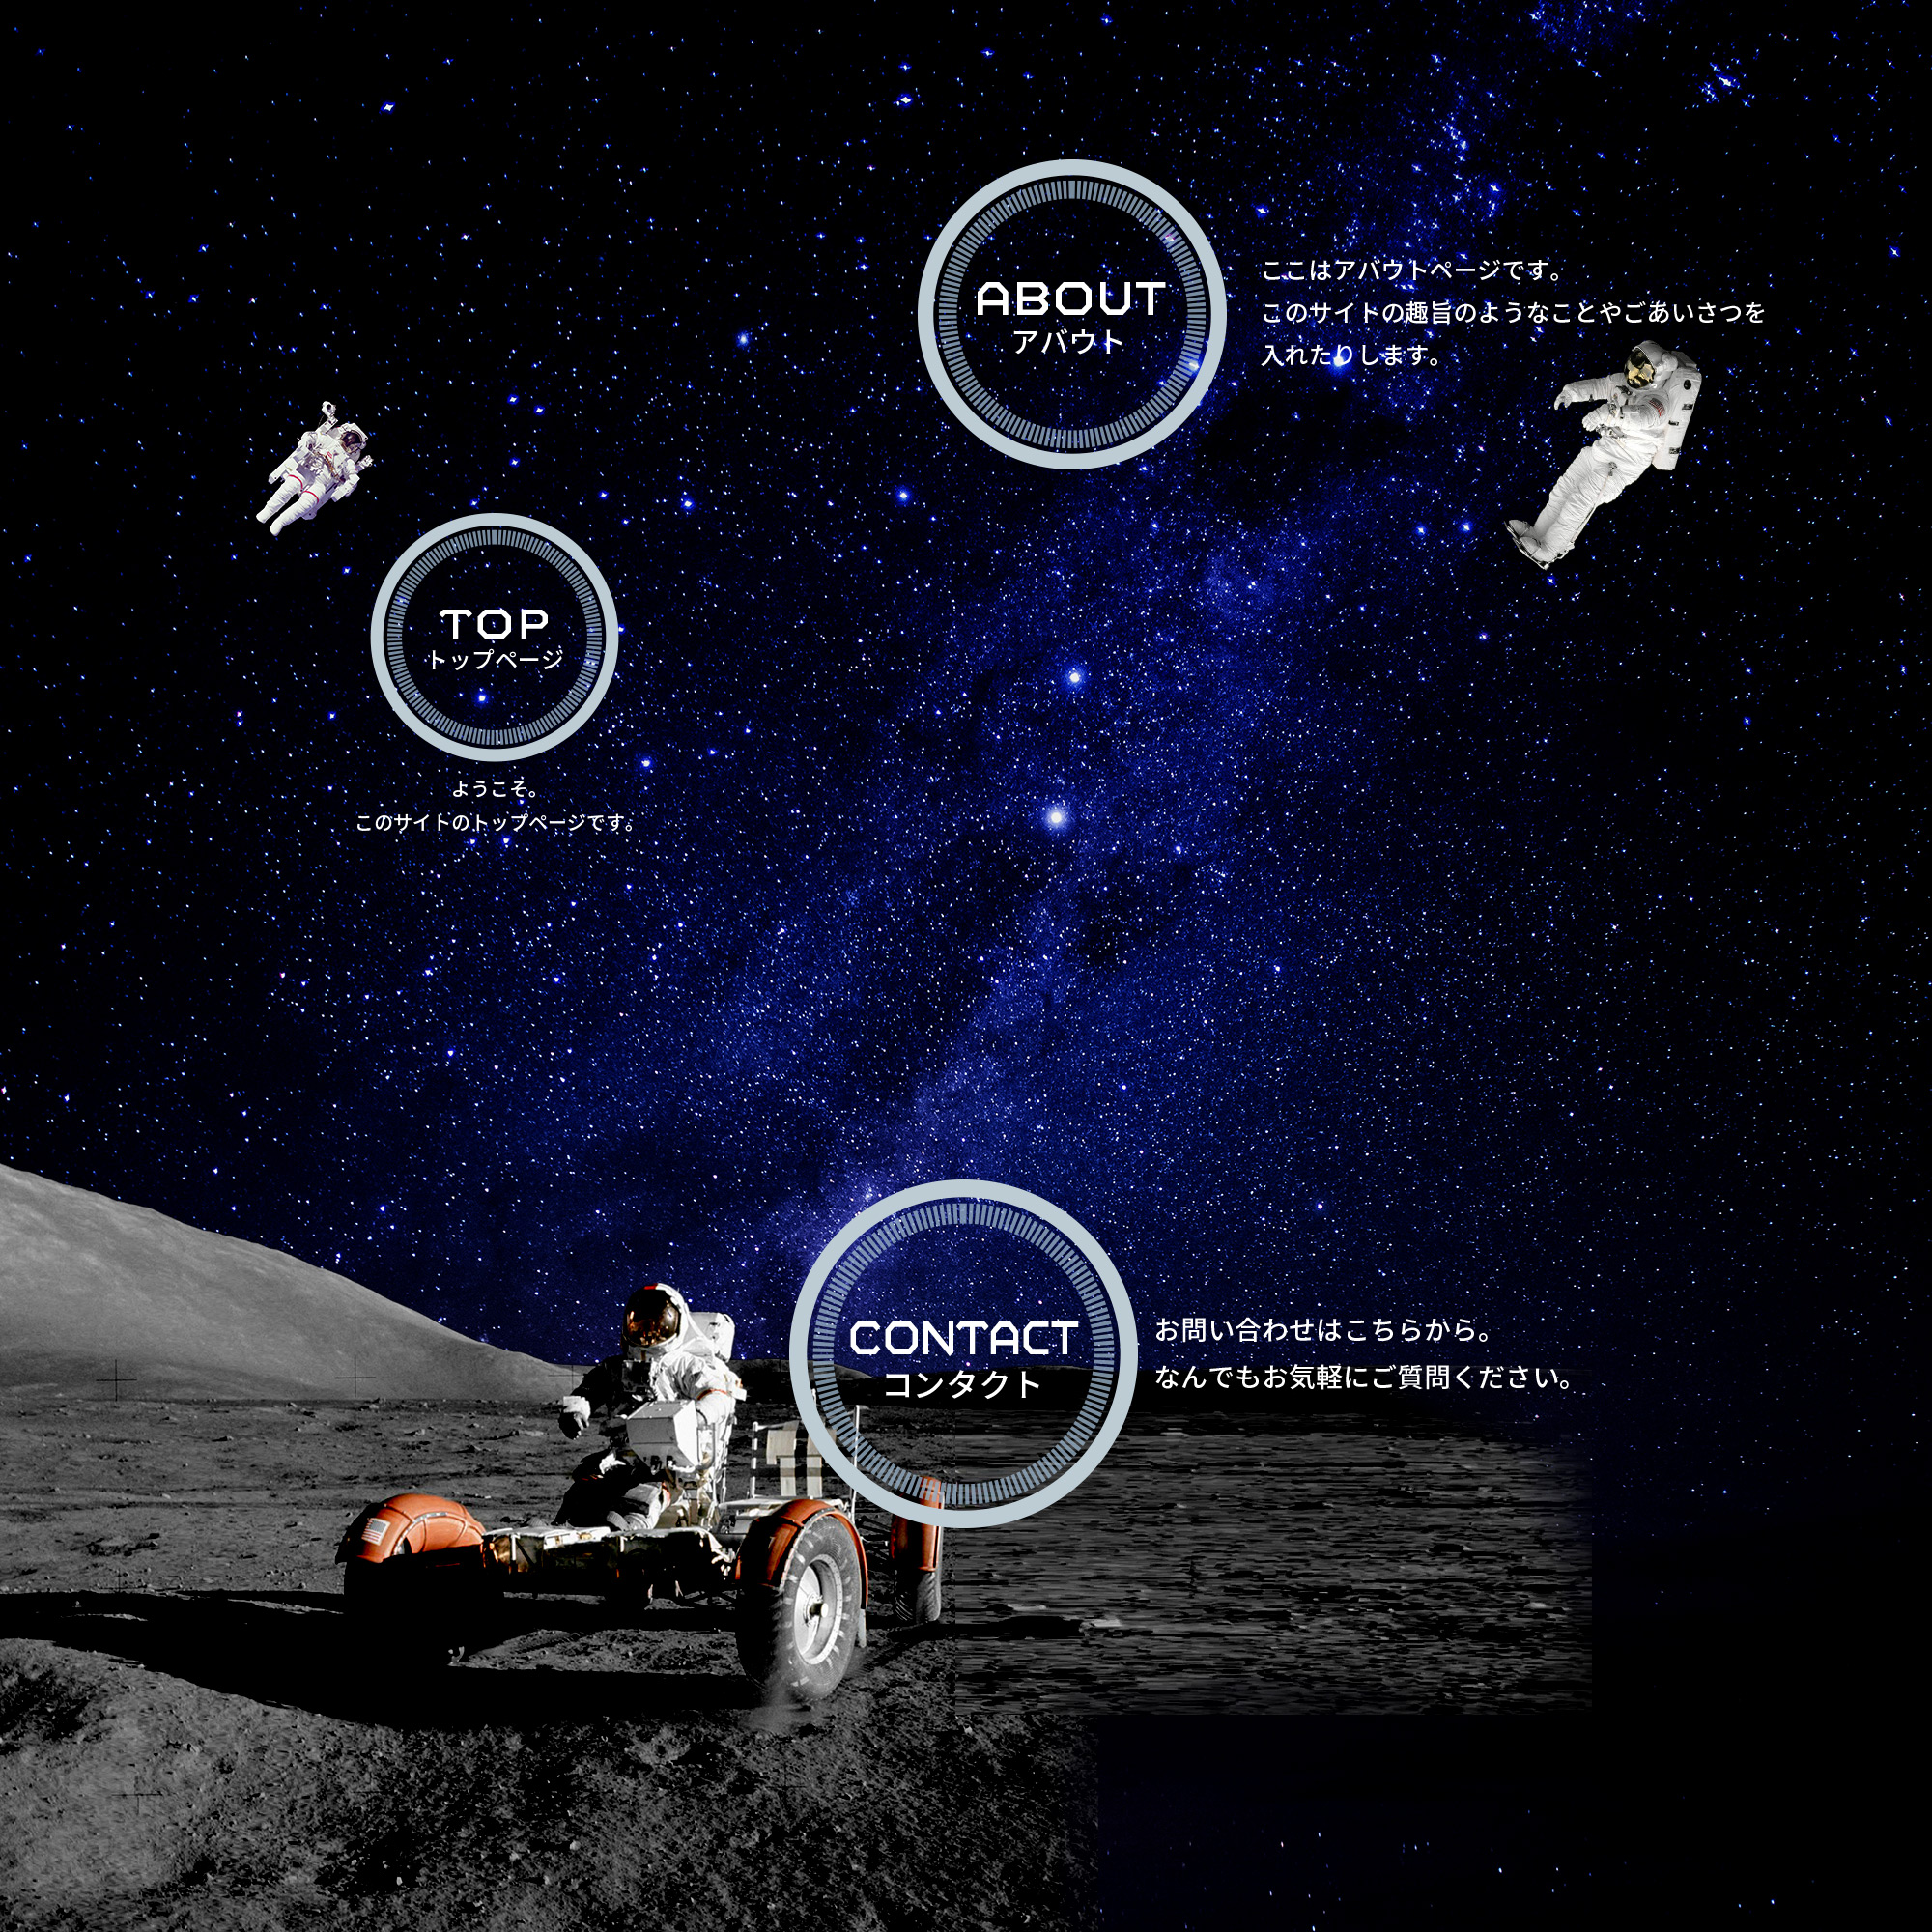 ABOUT
アバウト
ここはアバウトページです。
このサイトの趣旨のようなことやごあいさつを
入れたりします。
TOP
トップページ
ようこそ。
このサイトのトップページです。
CONTACT
コンタクト
お問い合わせはこちらから。
なんでもお気軽にご質問ください。